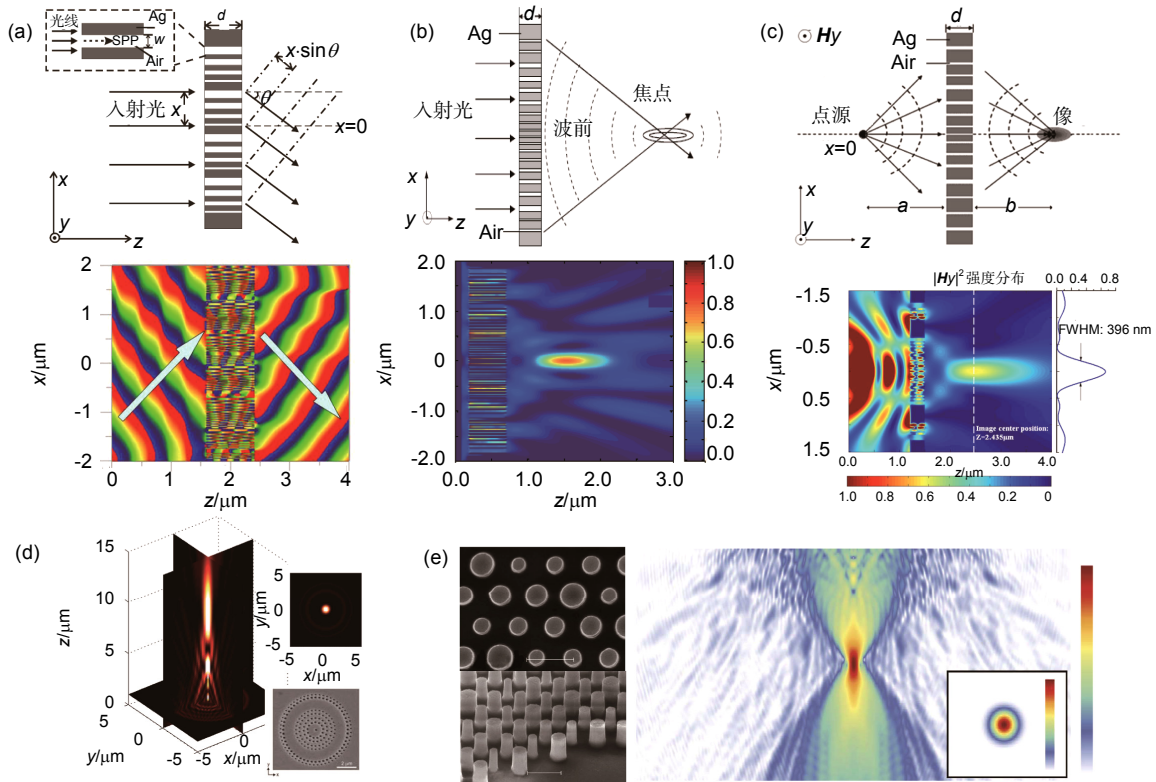 (a)
光线
Ag
SPP
w
Air
d
x·sinθ
θ
入射光
x
x=0
x
y
z
2
1
0
-1
-2
x/μm
0
1
2
3
4
z/μm
(b)
d
Ag
入射光
波前
焦点
x
y
z
Air
2.0
1.0
0.0
-1.0
-2.0
x/μm
0.0
1.0
2.0
3.0
z/μm
1.0
0.8
0.6
0.4
0.2
0.0
(c)
Hy
d
Ag
Air
点源
x=0
像
a
b
x
y
z
|Hy|² 强度分布
0
0.4
0.8
FWHM: 396 nm
-1.5
-0.5
0.5
1.5
x/μm
Image center position:
Z=2.435μm
0.0
1.0
2.0
3.0
4.0
z/μm
1.0
0.8
0.6
0.4
0.2
0
(d)
15
10
5
0
z/μm
5
0
-5
y/μm
-5
0
5
x/μm
5
0
-5
y/μm
-5
0
5
x/μm
(e)